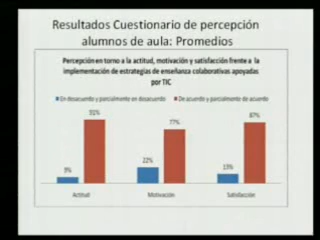 Resultados Cuestionario de percepción
alumnos de aula: Promedios
Percepción en torno a la actitud, motivación y satisfacción frente a la
implementación de estrategias de enseñanza colaborativas apoyadas
por TIC
En desacuerdo y parcialmente en desacuerdo De acuerdo y parcialmente de acuerdo
91%
87%
77%
22%
13%
9%
Actitud Motivación Satisfacción